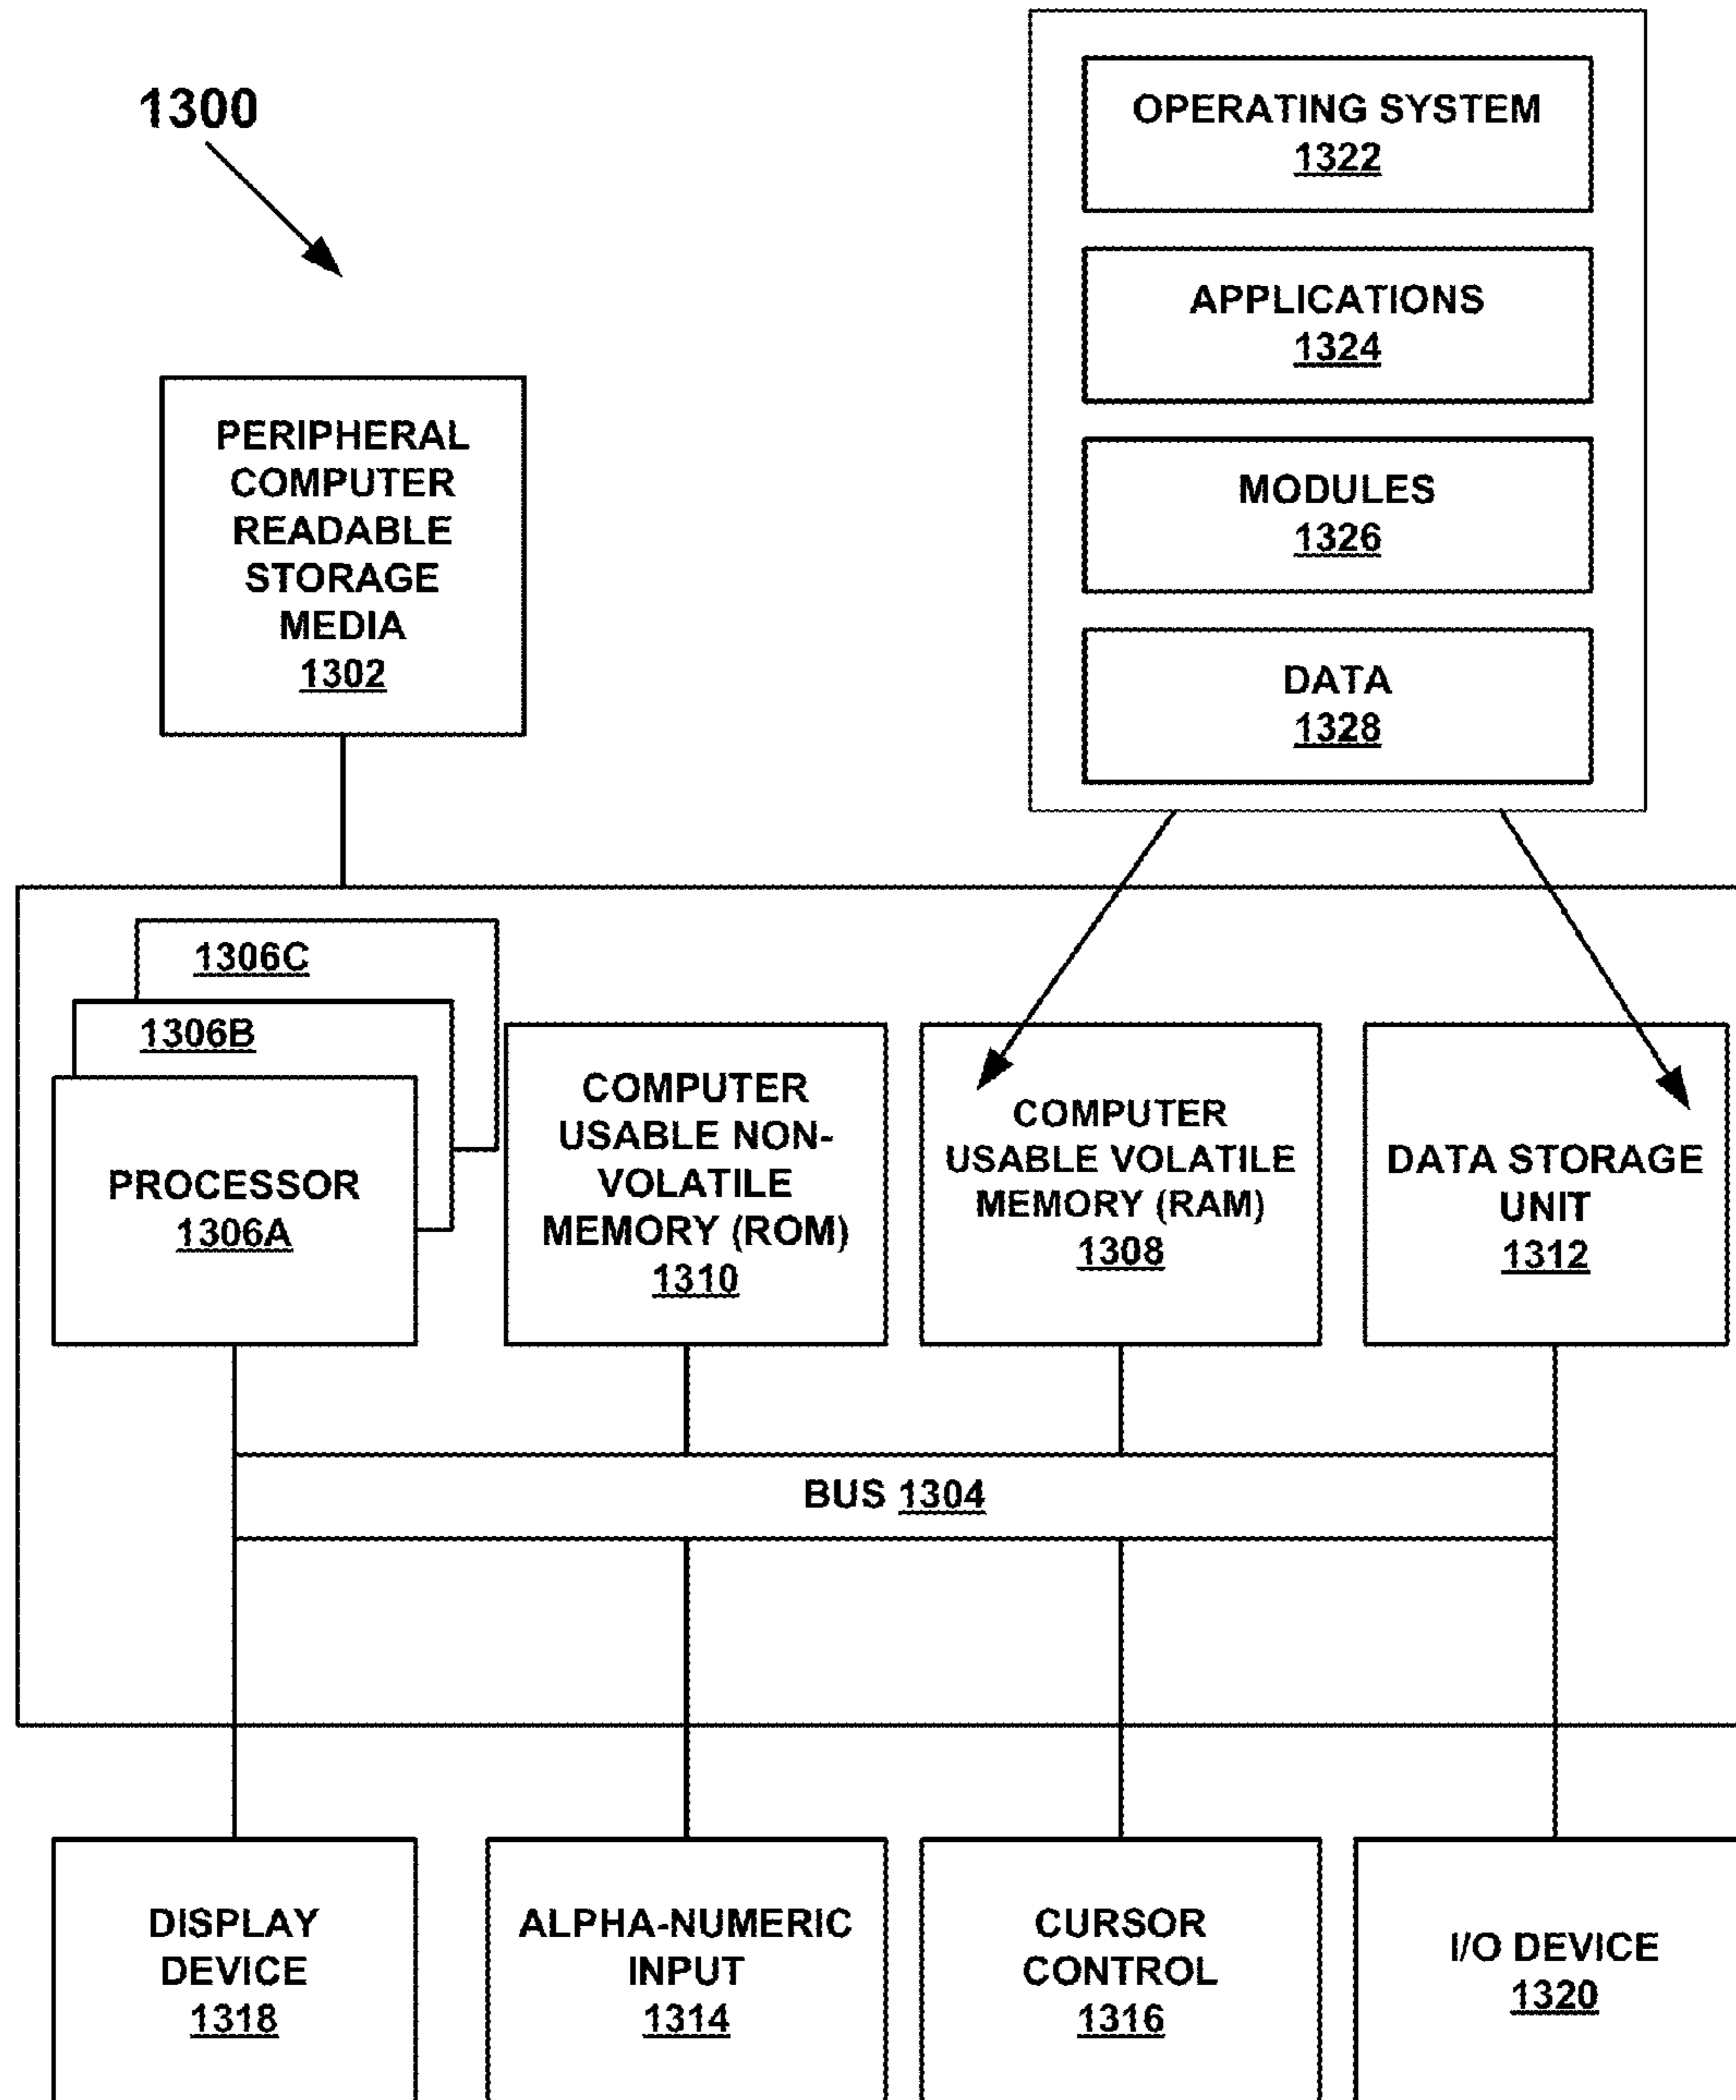 1300
OPERATING SYSTEM
1322
APPLICATIONS
1324
MODULES
1326
DATA
1328
PERIPHERAL
COMPUTER
READABLE
STORAGE
MEDIA
1302
1306C
1306B
PROCESSOR
1306A
COMPUTER
USABLE NON-
VOLATILE
MEMORY (ROM)
1310
COMPUTER
USABLE VOLATILE
MEMORY (RAM)
1308
DATA STORAGE
UNIT
1312
BUS 1304
DISPLAY
DEVICE
1318
ALPHA-NUMERIC
INPUT
1314
CURSOR
CONTROL
1316
I/O DEVICE
1320